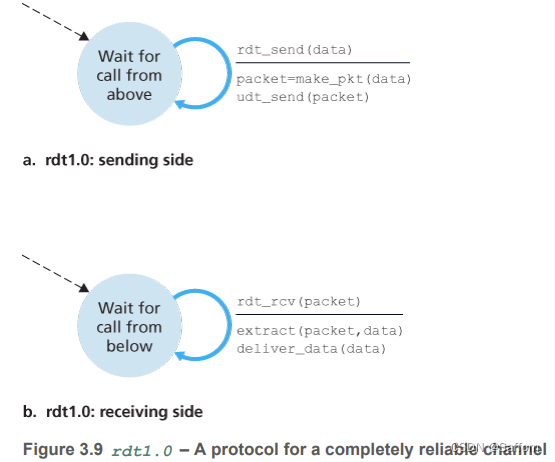 Wait for
call from
above
rdt_send(data)
packet=make_pkt(data)
udt_send(packet)
a. rdt1.0: sending side
Wait for
call from
below
rdt_rcv(packet)
extract(packet,data)
deliver_data(data)
b. rdt1.0: receiving side
Figure 3.9 rdt1.0 – A protocol for a completely reliable channel